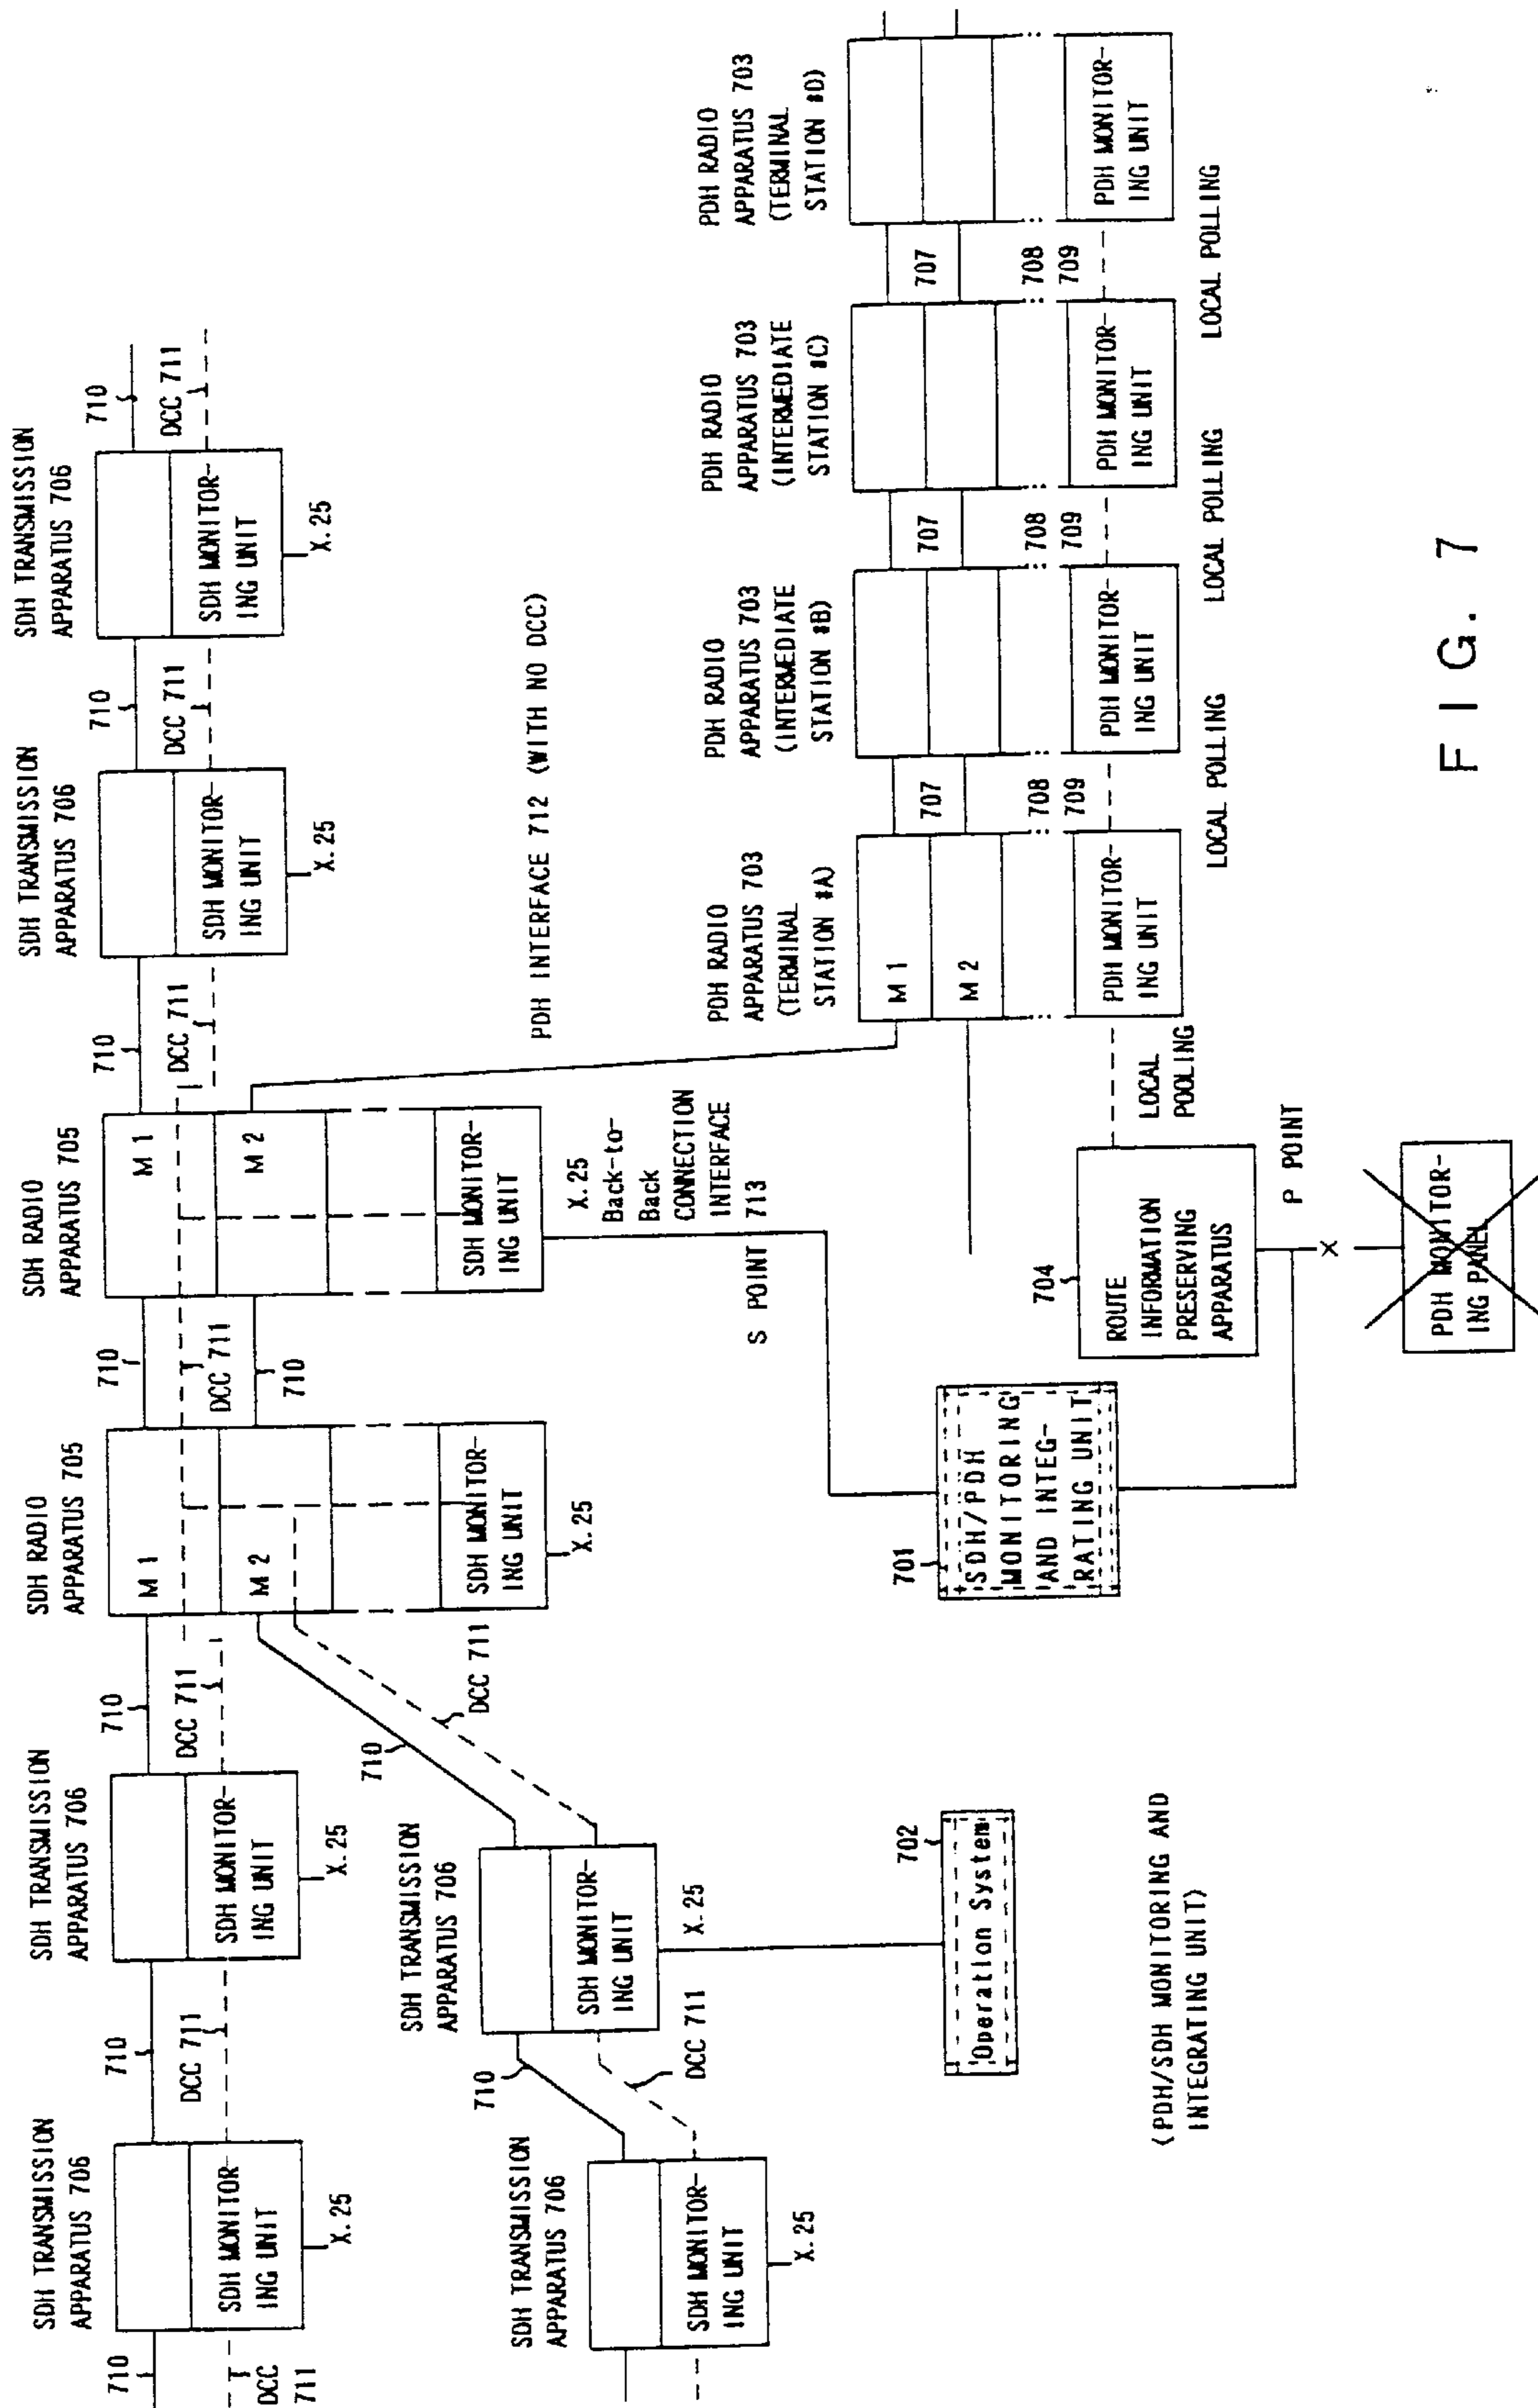 SDH TRANSMISSION
APPARATUS 706
SDH MONITOR
ING UNIT
X.25
710
DCC
711
710
DCC 711
SDH TRANSMISSION
APPARATUS 706
SDH MONITOR-
ING UNIT
X.25
710
DCC 711
SDH RADIO
APPARATUS 705
M 1
M 2
SDH MONITOR-
ING UNIT
X.25
710
DCC 711
710
SDH RADIO
APPARATUS 705
M 1
M 2
SDH MONITOR-
ING UNIT
710
DCC 711
SDH TRANSMISSION
APPARATUS 706
SDH MONITOR-
ING UNIT
X.25
710
DCC 711
SDH TRANSMISSION
APPARATUS 706
SDH MONITOR-
ING UNIT
X.25
710
DCC 711
SDH TRANSMISSION
APPARATUS 706
SDH MONITOR-
ING UNIT
X.25
710
DCC 711
SDH TRANSMISSION
APPARATUS 706
SDH MONITOR-
ING UNIT
X.25
710
DCC 711
702
Operation System
(PDH/SDH MONITORING AND
INTEGRATING UNIT)
X.25
Back-to-
Back
CONNECTION
INTERFACE
713
S POINT
PDH INTERFACE 712 (WITH NO DCC)
701
SDH/PDH
MONITORING
AND INTEG-
RATING UNIT
704
ROUTE
INFORMATION
PRESERVING
APPARATUS
LOCAL
POOLING
P POINT
X
PDH MONITOR-
ING PANEL
PDH RADIO
APPARATUS 703
(TERMINAL
STATION #A)
M 1
M 2
PDH MONITOR-
ING UNIT
707
708
709
LOCAL POLLING
PDH RADIO
APPARATUS 703
(INTERMEDIATE
STATION #B)
PDH MONITOR-
ING UNIT
707
708
709
LOCAL POLLING
PDH RADIO
APPARATUS 703
(INTERMEDIATE
STATION #C)
PDH MONITOR-
ING UNIT
707
708
709
LOCAL POLLING
PDH RADIO
APPARATUS 703
(TERMINAL
STATION #D)
PDH MONITOR-
ING UNIT
FIG. 7